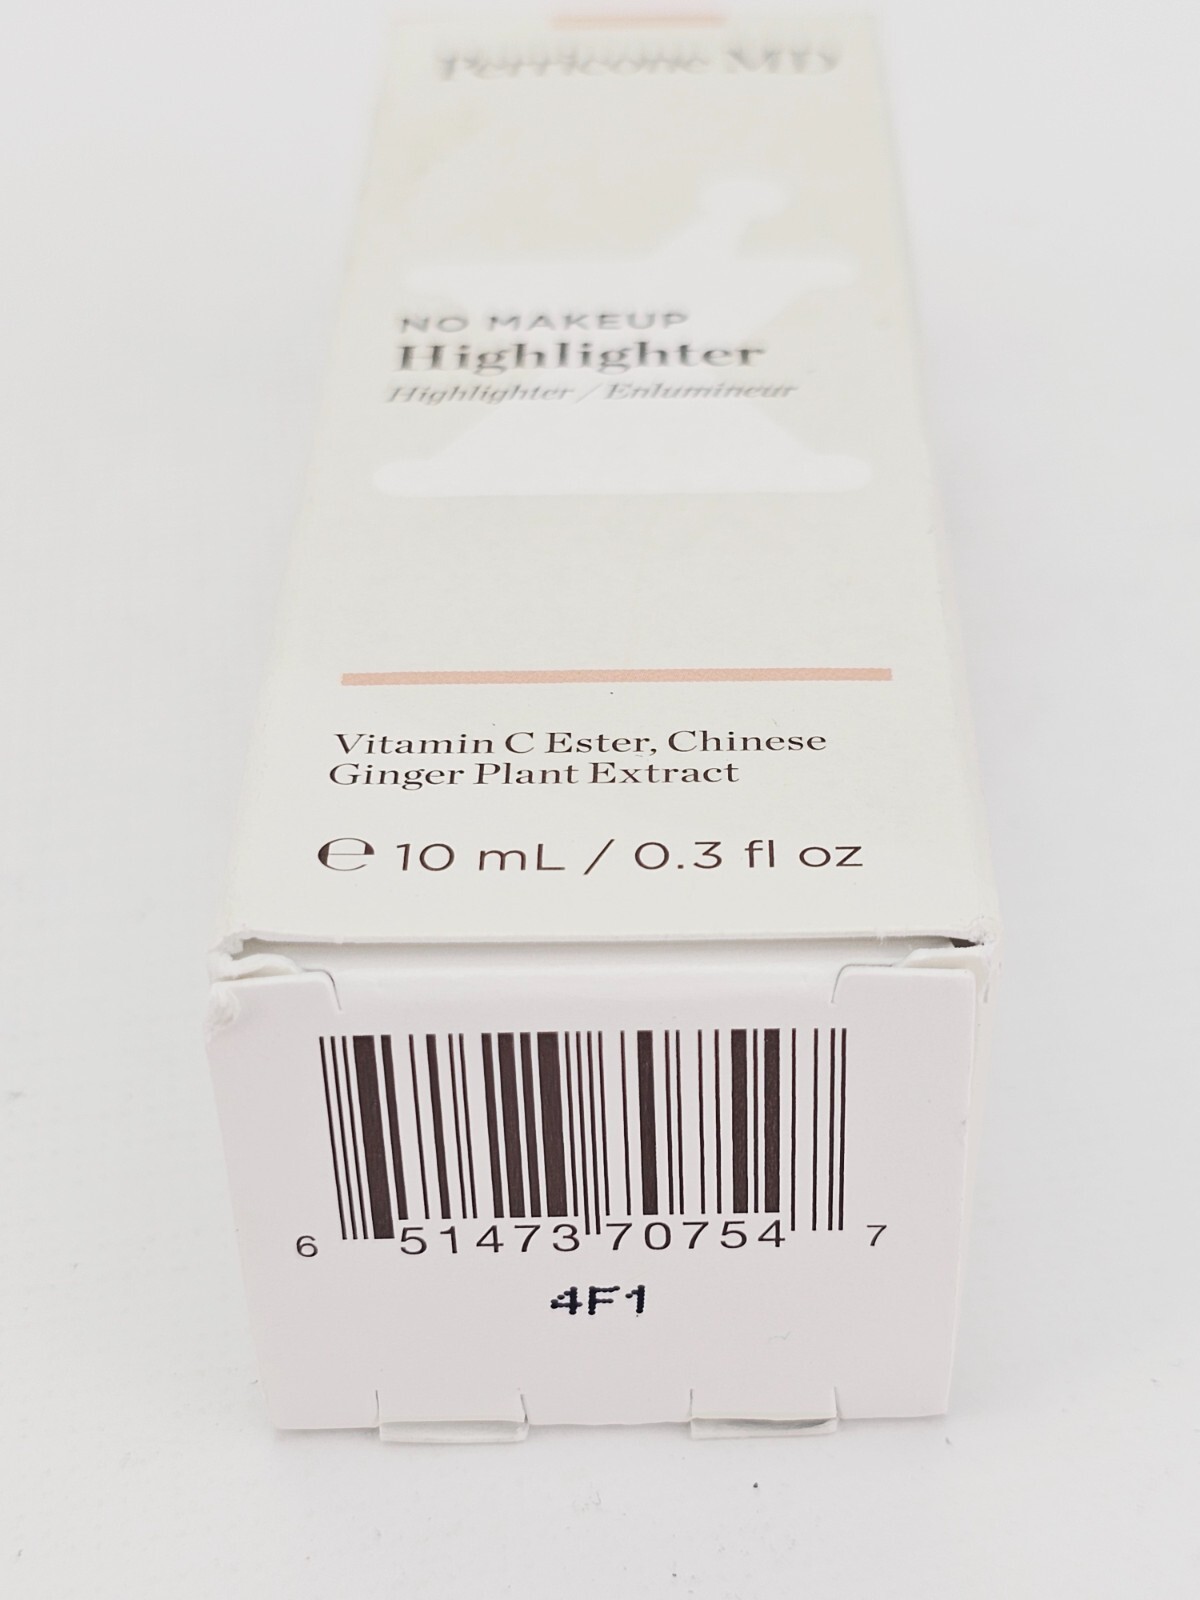 Perricone MD
NO MAKEUP
Highlighter
Highlighter / Enlumineur
Vitamin C Ester, Chinese
Ginger Plant Extract
℮ 10 mL / 0.3 fl oz
6 51473 70754 7
4F1